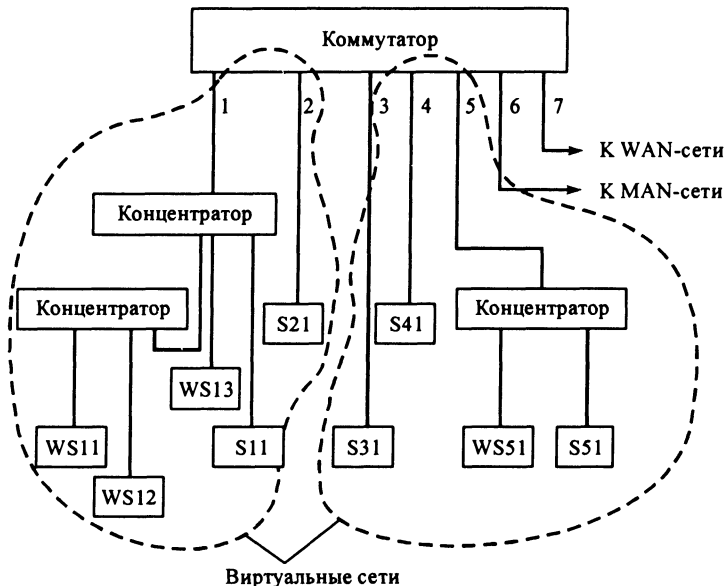 Коммутатор
1 2 3 4 5 6 7
К WAN-сети
К MAN-сети
Концентратор
Концентратор
Концентратор
S21
S41
WS13
WS11
S11
S31
WS51
S51
WS12
Виртуальные сети